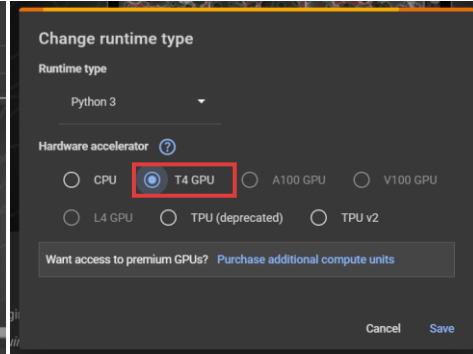 Change runtime type
Runtime type
Python 3
Hardware accelerator ?
CPU T4 GPU A100 GPU V100 GPU
L4 GPU TPU (deprecated) TPU v2
Want access to premium GPUs? Purchase additional compute units
Cancel Save